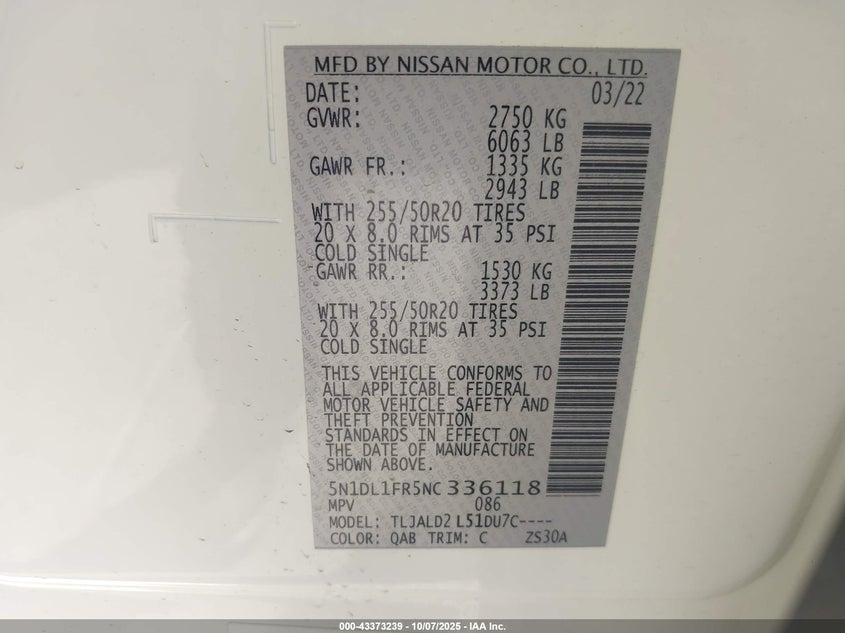 MFD BY NISSAN MOTOR CO., LTD.
DATE: 03/22
GVWR: 2750 KG
6063 LB
GAWR FR.: 1335 KG
2943 LB
WITH 255/50R20 TIRES
20 X 8.0 RIMS AT 35 PSI
COLD SINGLE
GAWR RR.: 1530 KG
3373 LB
WITH 255/50R20 TIRES
20 X 8.0 RIMS AT 35 PSI
COLD SINGLE
THIS VEHICLE CONFORMS TO
ALL APPLICABLE FEDERAL
MOTOR VEHICLE SAFETY AND
THEFT PREVENTION
STANDARDS IN EFFECT ON
THE DATE OF MANUFACTURE
SHOWN ABOVE.
5N1DL1FR5NC336118
MPV 086
MODEL: TLJALD2 L51DU7C----
COLOR: QAB TRIM: C ZS30A
000-43373239 - 10/07/2025 - IAA Inc.